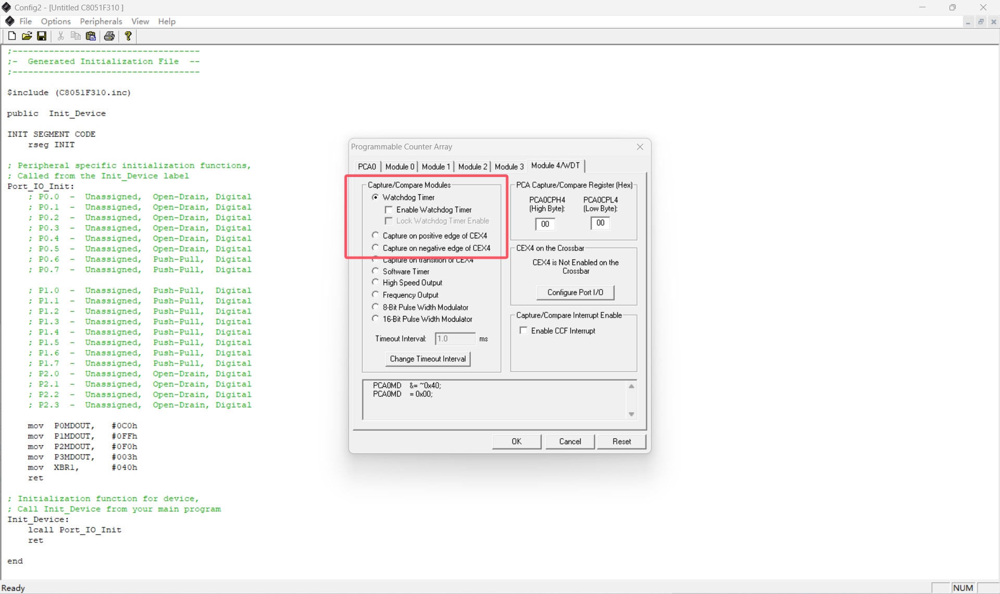 Config2 - [Untitled C8051F310 ]
File Options Peripherals View Help
;------------------------------------
;- Generated Initialization File --
;------------------------------------
$include (C8051F310.inc)
public Init_Device
INIT SEGMENT CODE
rseg INIT
; Peripheral specific initialization functions,
; Called from the Init_Device label
Port_IO_Init:
; P0.0 - Unassigned, Open-Drain, Digital
; P0.1 - Unassigned, Open-Drain, Digital
; P0.2 - Unassigned, Open-Drain, Digital
; P0.3 - Unassigned, Open-Drain, Digital
; P0.4 - Unassigned, Open-Drain, Digital
; P0.5 - Unassigned, Open-Drain, Digital
; P0.6 - Unassigned, Push-Pull, Digital
; P0.7 - Unassigned, Push-Pull, Digital
; P1.0 - Unassigned, Push-Pull, Digital
; P1.1 - Unassigned, Push-Pull, Digital
; P1.2 - Unassigned, Push-Pull, Digital
; P1.3 - Unassigned, Push-Pull, Digital
; P1.4 - Unassigned, Push-Pull, Digital
; P1.5 - Unassigned, Push-Pull, Digital
; P1.6 - Unassigned, Push-Pull, Digital
; P1.7 - Unassigned, Push-Pull, Digital
; P2.0 - Unassigned, Open-Drain, Digital
; P2.1 - Unassigned, Open-Drain, Digital
; P2.2 - Unassigned, Open-Drain, Digital
; P2.3 - Unassigned, Open-Drain, Digital
mov P0MDOUT, #0C0h
mov P1MDOUT, #0FFh
mov P2MDOUT, #0F0h
mov P3MDOUT, #003h
mov XBR1, #040h
ret
; Initialization function for device,
; Call Init_Device from your main program
Init_Device:
lcall Port_IO_Init
ret
end
Programmable Counter Array
PCA0 Module 0 Module 1 Module 2 Module 3 Module 4/WDT
Capture/Compare Modules
Watchdog Timer
Enable Watchdog Timer
Lock Watchdog Timer Enable
Capture on positive edge of CEX4
Capture on negative edge of CEX4
Capture on transition of CEX4
Software Timer
High Speed Output
Frequency Output
8-Bit Pulse Width Modulator
16-Bit Pulse Width Modulator
Timeout Interval: 1.0 ms
Change Timeout Interval
PCA Capture/Compare Register (Hex)
PCA0CPH4 PCA0CPL4
(High Byte): (Low Byte):
00 00
CEX4 on the Crossbar
CEX4 is Not Enabled on the
Crossbar
Configure Port I/O
Capture/Compare Interrupt Enable
Enable CCF Interrupt
PCA0MD &= ~0x40;
PCA0MD = 0x00;
OK Cancel Reset
Ready NUM